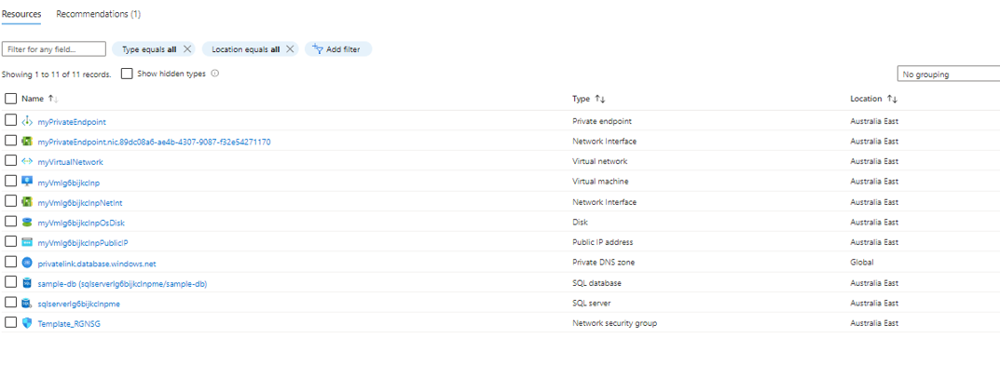 Resources Recommendations (1)
Filter for any field... Type equals all Location equals all Add filter
Showing 1 to 11 of 11 records. Show hidden types No grouping
Name Type Location
myPrivateEndpoint Private endpoint Australia East
myPrivateEndpoint.nic.89dc08a6-ae4b-4307-9087-f32e54271170 Network Interface Australia East
myVirtualNetwork Virtual network Australia East
myVmlg6bijkclnp Virtual machine Australia East
myVmlg6bijkclnpNetInt Network Interface Australia East
myVmlg6bijkclnpOsDisk Disk Australia East
myVmlg6bijkclnpPublicIP Public IP address Australia East
privatelink.database.windows.net Private DNS zone Global
sample-db (sqlserverlg6bijkclnpme/sample-db) SQL database Australia East
sqlserverlg6bijkclnpme SQL server Australia East
Template_RGNSG Network security group Australia East